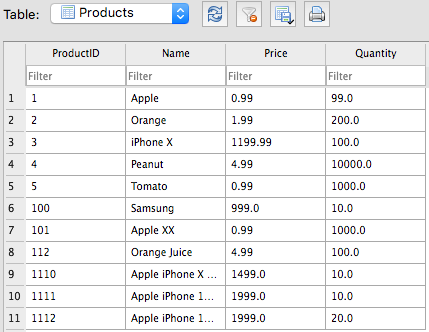 Table: Products
ProductID Name Price Quantity
Filter Filter Filter Filter
1 1 Apple 0.99 99.0
2 2 Orange 1.99 200.0
3 3 iPhone X 1199.99 100.0
4 4 Peanut 4.99 10000.0
5 5 Tomato 0.99 1000.0
6 100 Samsung 999.0 10.0
7 101 Apple XX 0.99 1000.0
8 112 Orange Juice 4.99 100.0
9 1110 Apple iPhone X ... 1499.0 10.0
10 1111 Apple iPhone 1... 1999.0 10.0
11 1112 Apple iPhone 1... 1999.0 20.0